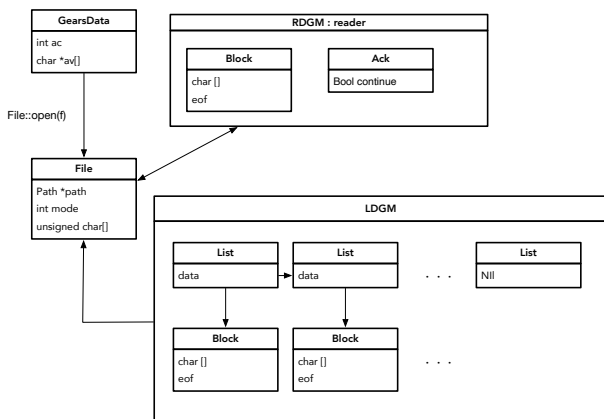 GearsData
int ac
char *av[]
File::open(f)
RDGM : reader
Block
char []
eof
Ack
Bool continue
File
Path *path
int mode
unsigned char[]
LDGM
List
data
List
data
. . .
List
NIl
Block
char []
eof
Block
char []
eof
. . .